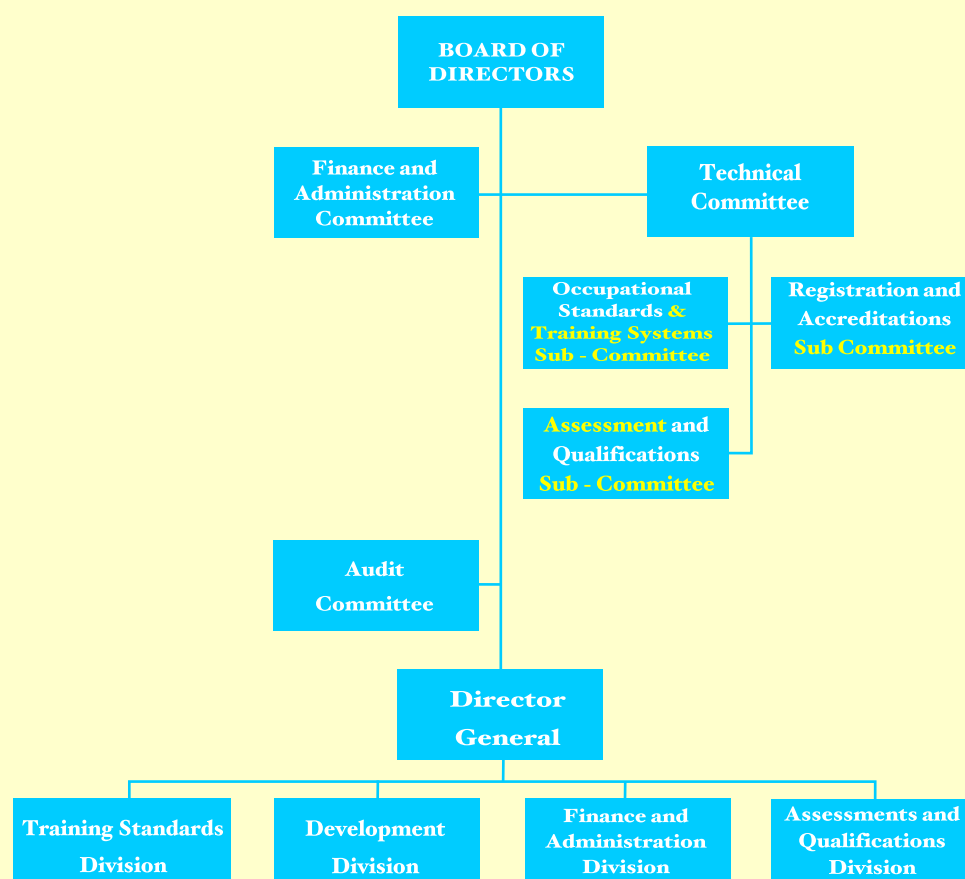 BOARD OF
DIRECTORS
Finance and
Administration
Committee
Technical
Committee
Occupational
Standards &
Training Systems
Sub - Committee
Registration and
Accreditations
Sub Committee
Assessment and
Qualifications
Sub - Committee
Audit
Committee
Director
General
Training Standards
Division
Development
Division
Finance and
Administration
Division
Assessments and
Qualifications
Division